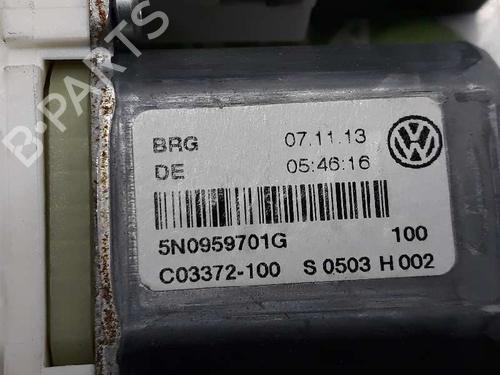 BRG 07.11.13
DE 05:46:16
5N0959701G 100
C03372-100 S 0503 H 002
B-PARTS